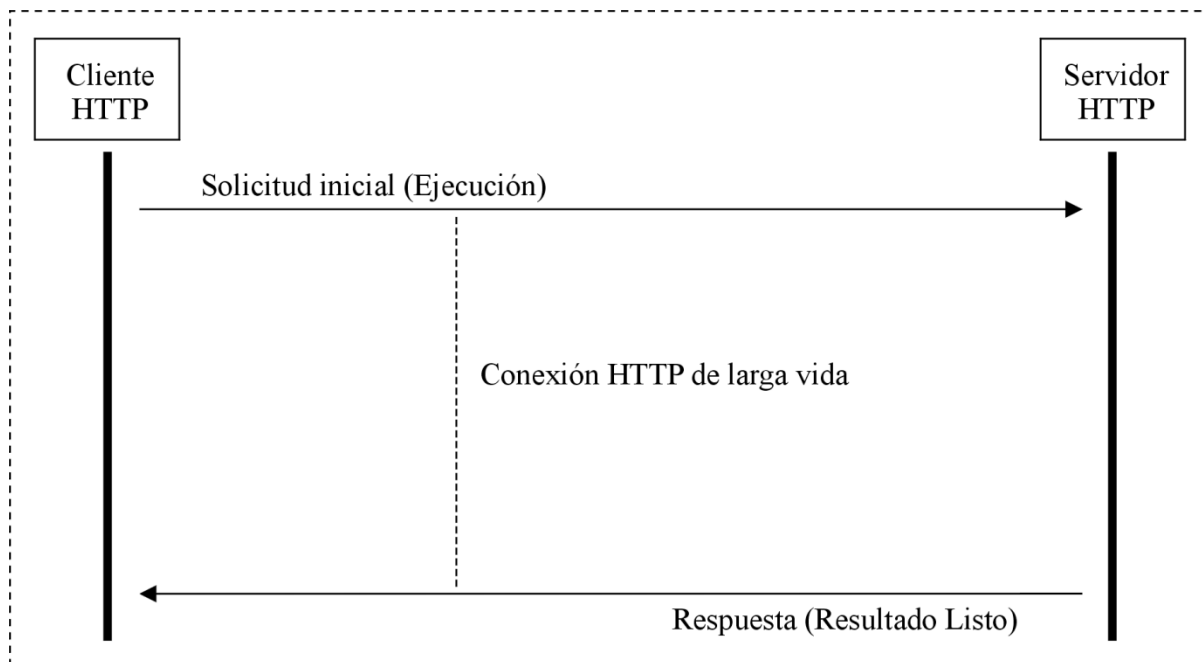 Cliente
HTTP
Servidor
HTTP
Solicitud inicial (Ejecución)
Conexión HTTP de larga vida
Respuesta (Resultado Listo)